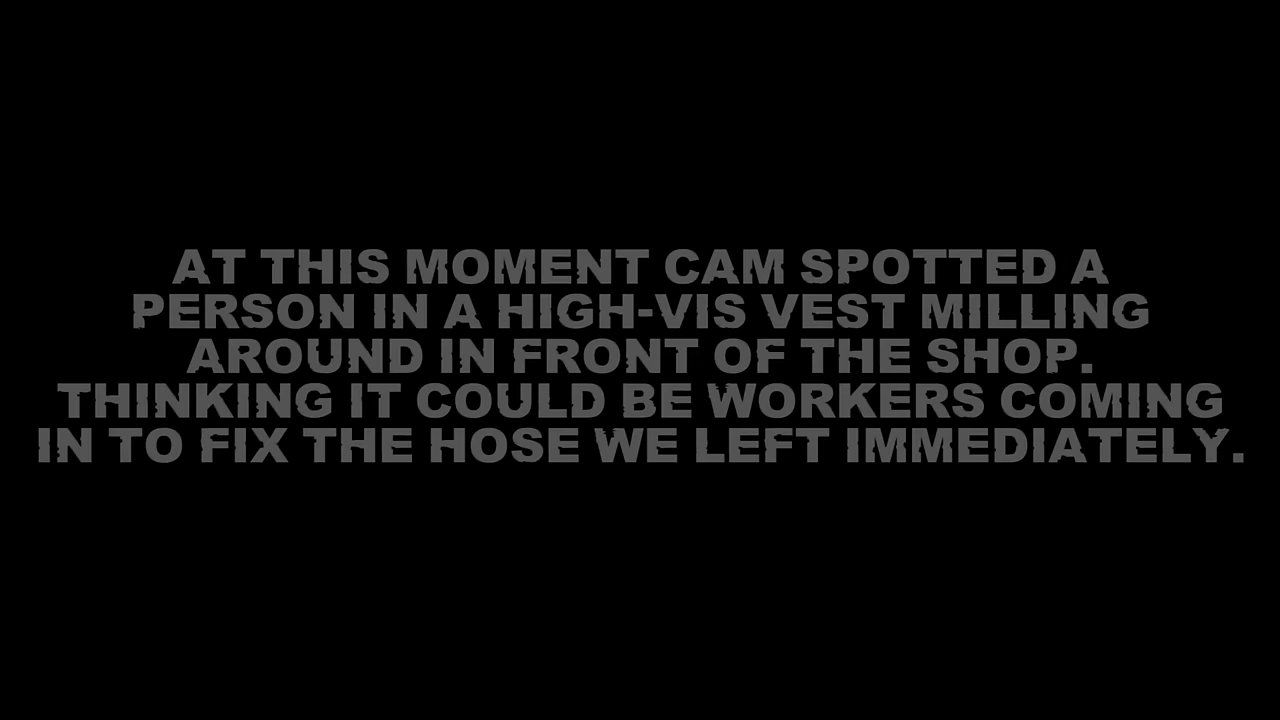 AT THIS MOMENT CAM SPOTTED A
PERSON IN A HIGH-VIS VEST MILLING
AROUND IN FRONT OF THE SHOP.
THINKING IT COULD BE WORKERS COMING
IN TO FIX THE HOSE WE LEFT IMMEDIATELY.